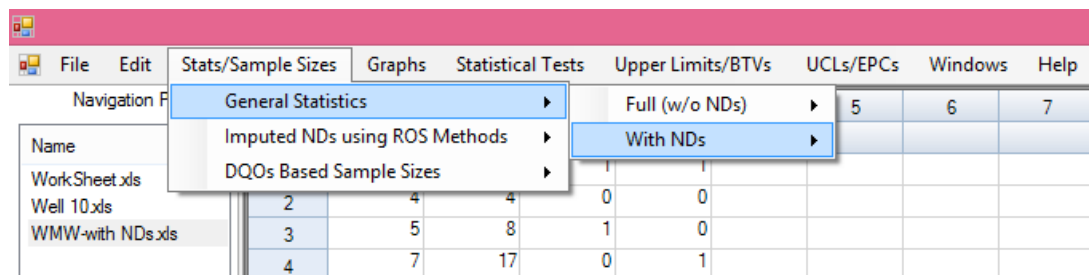 File Edit Stats/Sample Sizes Graphs Statistical Tests Upper Limits/BTVs UCLs/EPCs Windows Help
Navigation P
General Statistics
Full (w/o NDs)
5 6 7
Name
Imputed NDs using ROS Methods
With NDs
WorkSheet.xls
DQOs Based Sample Sizes
1 1
Well 10.xls
2 4 4 0 0
WMW-with NDs.xls
3 5 8 1 0
4 7 17 0 1